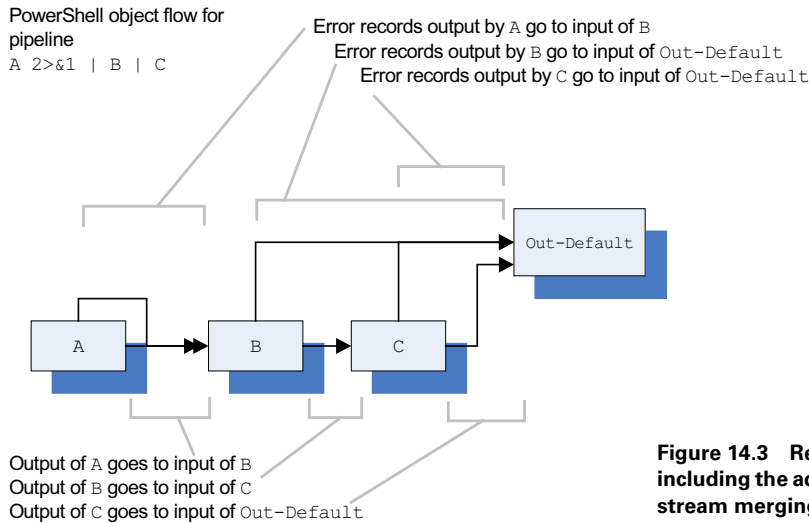 PowerShell object flow for
pipeline
A 2>&1 | B | C
Error records output by A go to input of B
Error records output by B go to input of Out-Default
Error records output by C go to input of Out-Default
Out-Default
A
B
C
Output of A goes to input of B
Output of B goes to input of C
Output of C goes to input of Out-Default
Figure 14.3
including the
stream merging